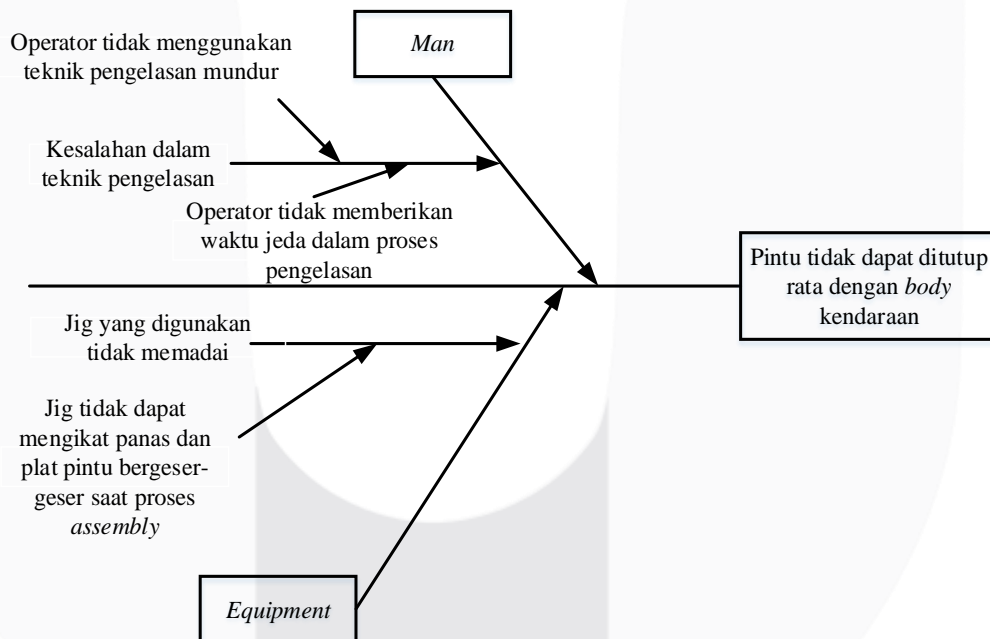 Operator tidak menggunakan
teknik pengelasan mundur
Man
Kesalahan dalam
teknik pengelasan
Operator tidak memberikan
waktu jeda dalam proses
pengelasan
Pintu tidak dapat ditutup
rata dengan body
kendaraan
Jig yang digunakan
tidak memadai
Jig tidak dapat
mengikat panas dan
plat pintu bergeser-
geser saat proses
assembly
Equipment